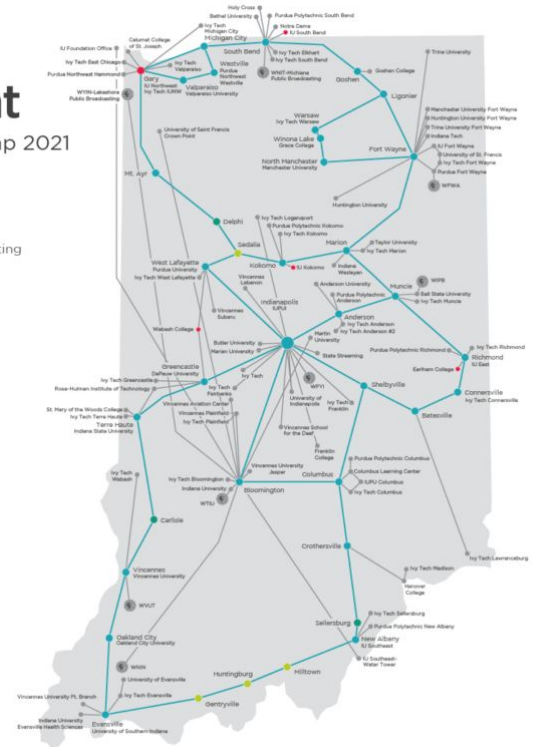 nt
ap 2021
ting
Holy Cross
Bethel University
Purdue Polytechnic South Bend
Notre Dame
IU South Bend
Ivy Tech
Michigan City
Michigan City
Calumet College
of St. Joseph
South Bend
IU Foundation Office
Ivy Tech Elkhart
Ivy Tech South Bend
Trine University
Ivy Tech East Chicago
Purdue Northwest Hammond
Ivy Tech
Valparaiso
Westville
Purdue
Northwest
Westville
WNIT-Michiana
Public Broadcasting
Goshen
Goshen College
Gary
IU Northwest
Ivy Tech IUNW
Valparaiso
Valparaiso University
WYIN-Lakeshore
Public Broadcasting
Ligonier
Manchester University Fort Wayne
Huntington University Fort Wayne
Trine University Fort Wayne
Indiana Tech
IU Fort Wayne
University of St. Francis
Ivy Tech Fort Wayne
Purdue Fort Wayne
WFWA
Warsaw
Ivy Tech Warsaw
Winona Lake
Grace College
Fort Wayne
North Manchester
Manchester University
University of Saint Francis
Crown Point
Mt. Ayr
Huntington University
Delphi
Ivy Tech Logansport
Purdue Polytechnic Kokomo
Ivy Tech Kokomo
Sedalia
Marion
Taylor University
Ivy Tech Marion
West Lafayette
Purdue University
Ivy Tech West Lafayette
Kokomo
IU Kokomo
Indiana
Wesleyan
Vincennes
Lebanon
Anderson University
Purdue Polytechnic
Anderson
Muncie
WIPB
Ball State University
Ivy Tech Muncie
Indianapolis
IUPUI
Vincennes
Subaru
Anderson
Ivy Tech Anderson
Ivy Tech Anderson #2
Wabash College
Butler University
Marian University
Martin
University
State Streaming
Purdue Polytechnic Richmond
Ivy Tech Richmond
Richmond
IU East
Earlham College
Greencastle
DePauw University
Ivy Tech Greencastle
Rose-Hulman Institute of Technology
Ivy Tech
WFYI
Shelbyville
Connersville
Ivy Tech Connersville
Ivy Tech
Fairbanks
Vincennes Aviation Center
Vincennes Plainfield
Ivy Tech Plainfield
University of
Indianapolis
Ivy Tech
Franklin
St. Mary of the Woods College
Ivy Tech Terre Haute
Terre Haute
Indiana State University
Batesville
Vincennes School
for the Deaf
Franklin
College
Purdue Polytechnic Columbus
Columbus Learning Center
IUPU Columbus
Ivy Tech Columbus
Columbus
Vincennes University
Jasper
Ivy Tech Bloomington
Indiana University
Bloomington
WTIU
Ivy Tech
Wabash
Carlisle
Crothersville
Ivy Tech Lawrenceburg
Ivy Tech Madison
Hanover
College
Vincennes
Vincennes University
WVUT
Sellersburg
Ivy Tech Sellersburg
Purdue Polytechnic New Albany
New Albany
IU Southeast
Oakland City
Oakland City University
IU Southeast-
Water Tower
WNIN
Milltown
Huntingburg
University of Evansville
Ivy Tech Evansville
Vincennes University Ft. Branch
Gentryville
Indiana University
Evansville Health Sciences
Evansville
University of Southern Indiana